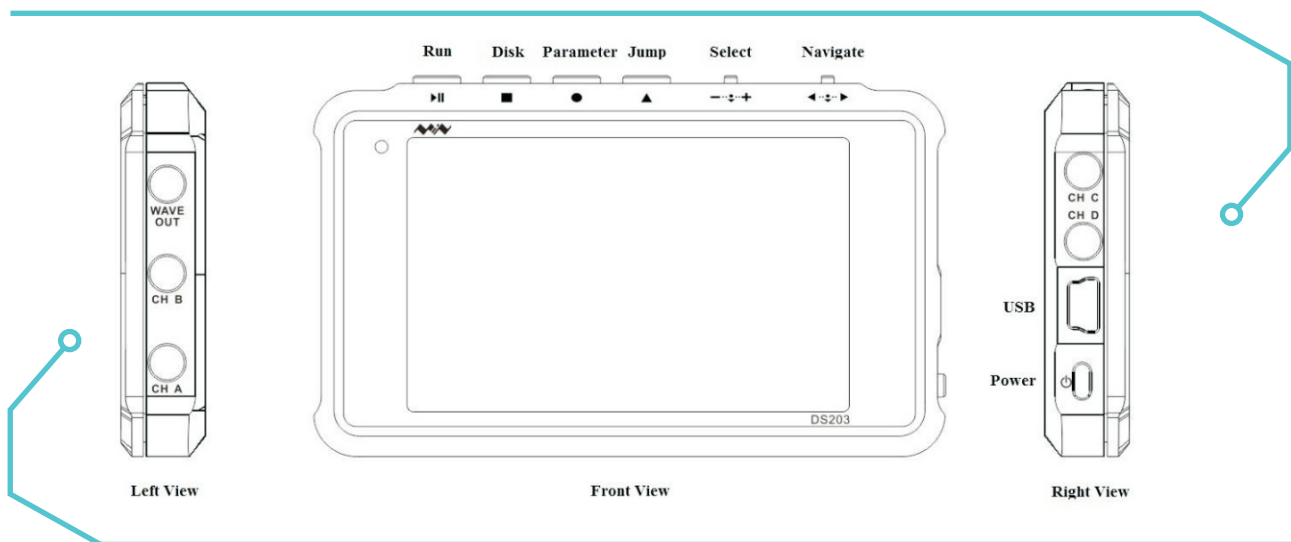 Run Disk Parameter Jump Select Navigate
WAVE
OUT
CH B
CH A
Left View
DS203
Front View
CH C
CH D
USB
Power
Right View